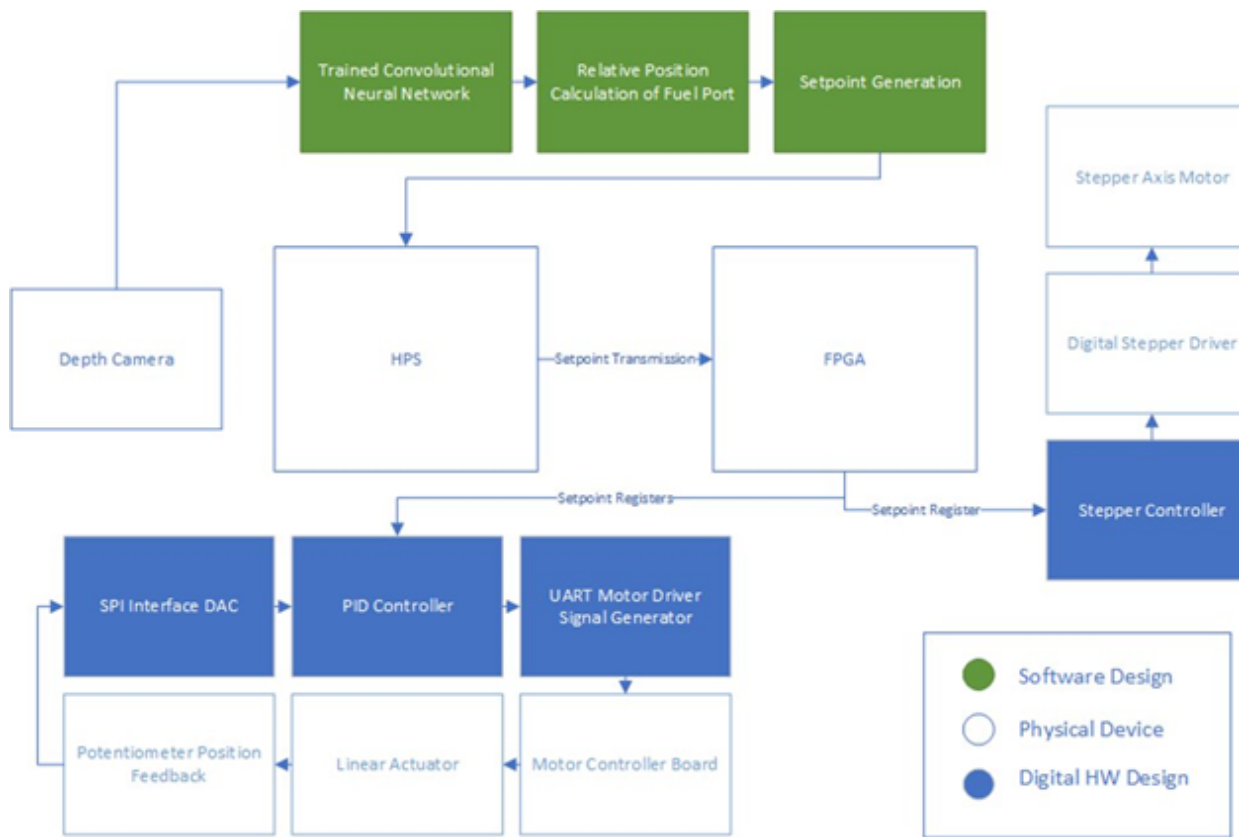 Trained Convolutional
Neural Network
Relative Position
Calculation of Fuel Port
Setpoint Generation
Stepper Axis Motor
Depth Camera
HPS
Setpoint Transmission
FPGA
Digital Stepper Driver
Setpoint Registers
Setpoint Register
Stepper Controller
SPI Interface DAC
PID Controller
UART Motor Driver
Signal Generator
Potentiometer Position
Feedback
Linear Actuator
Motor Controller Board
Software Design
Physical Device
Digital HW Design